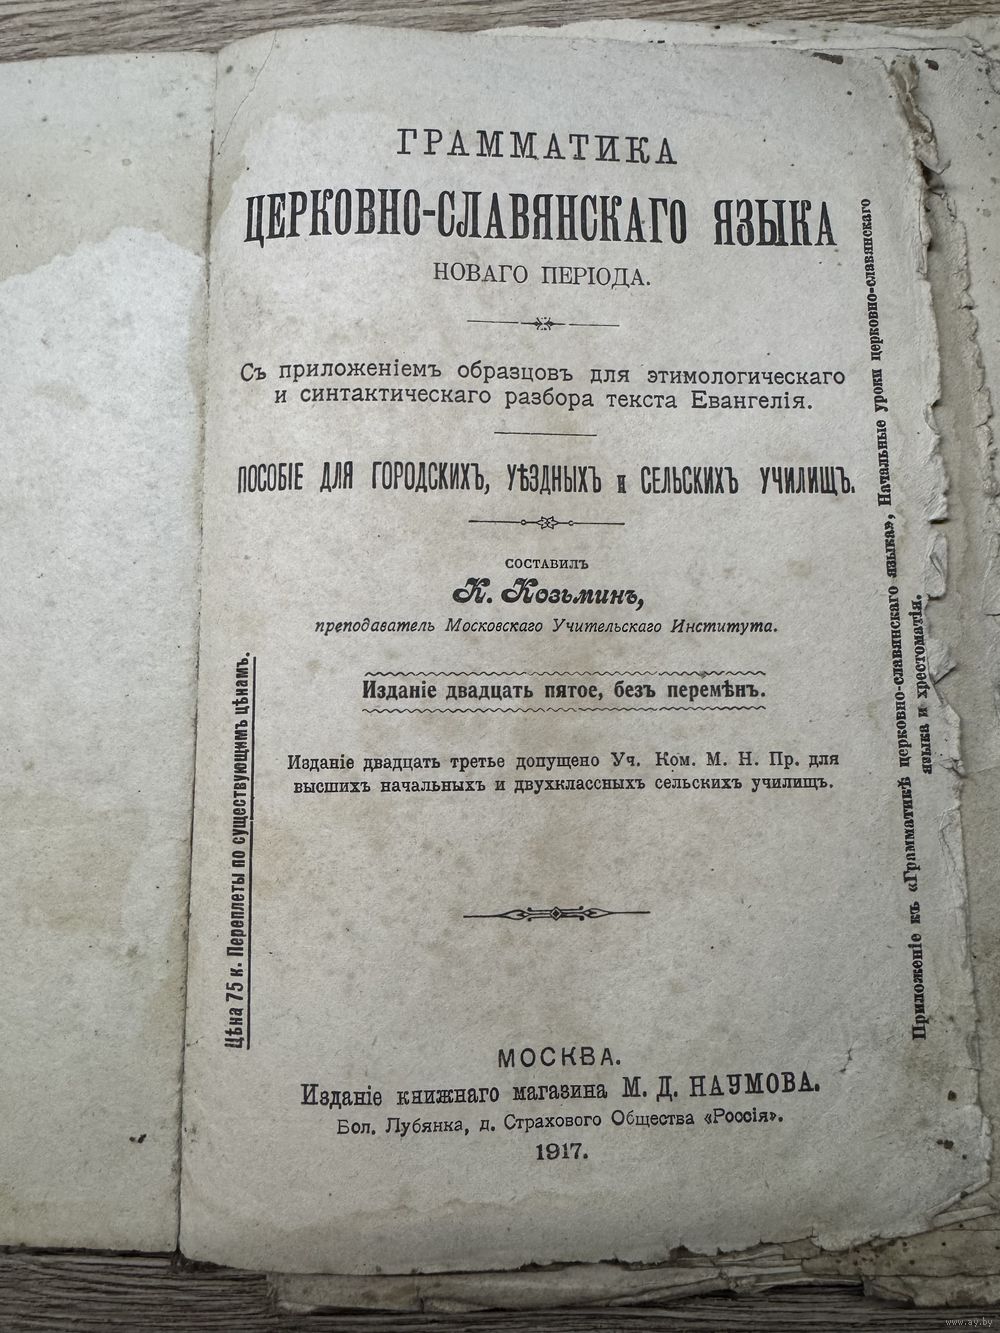 ГРАММАТИКА
ЦЕРКОВНО-СЛАВЯНСКАГО ЯЗЫКА
НОВАГО ПЕРІОДА.
Съ приложеніемъ образцовъ для этимологическаго
и синтактическаго разбора текста Евангелія.
ПОСОБІЕ ДЛЯ ГОРОДСКИХЪ, УѢЗДНЫХЪ и СЕЛЬСКИХЪ УЧИЛИЩЪ.
СОСТАВИЛЪ
К. Козьминъ,
преподаватель Московскаго Учительскаго Института.
Изданіе двадцать пятое, безъ перемѣнъ.
Изданіе двадцать третье допущено Уч. Ком. М. Н. Пр. для
высшихъ начальныхъ и двухклассныхъ сельскихъ училищъ.
МОСКВА.
Изданіе книжнаго магазина М. Д. НАУМОВА.
Бол. Лубянка, д. Страхового Общества «Россія».
1917.
Цѣна 75 к. Переплеты по существующимъ цѣнамъ.
Приложеніе къ «Грамматикѣ церковно-славянскаго языка», Начальные уроки церковно-славянскаго
языка и хрестоматія.
www.ay.by